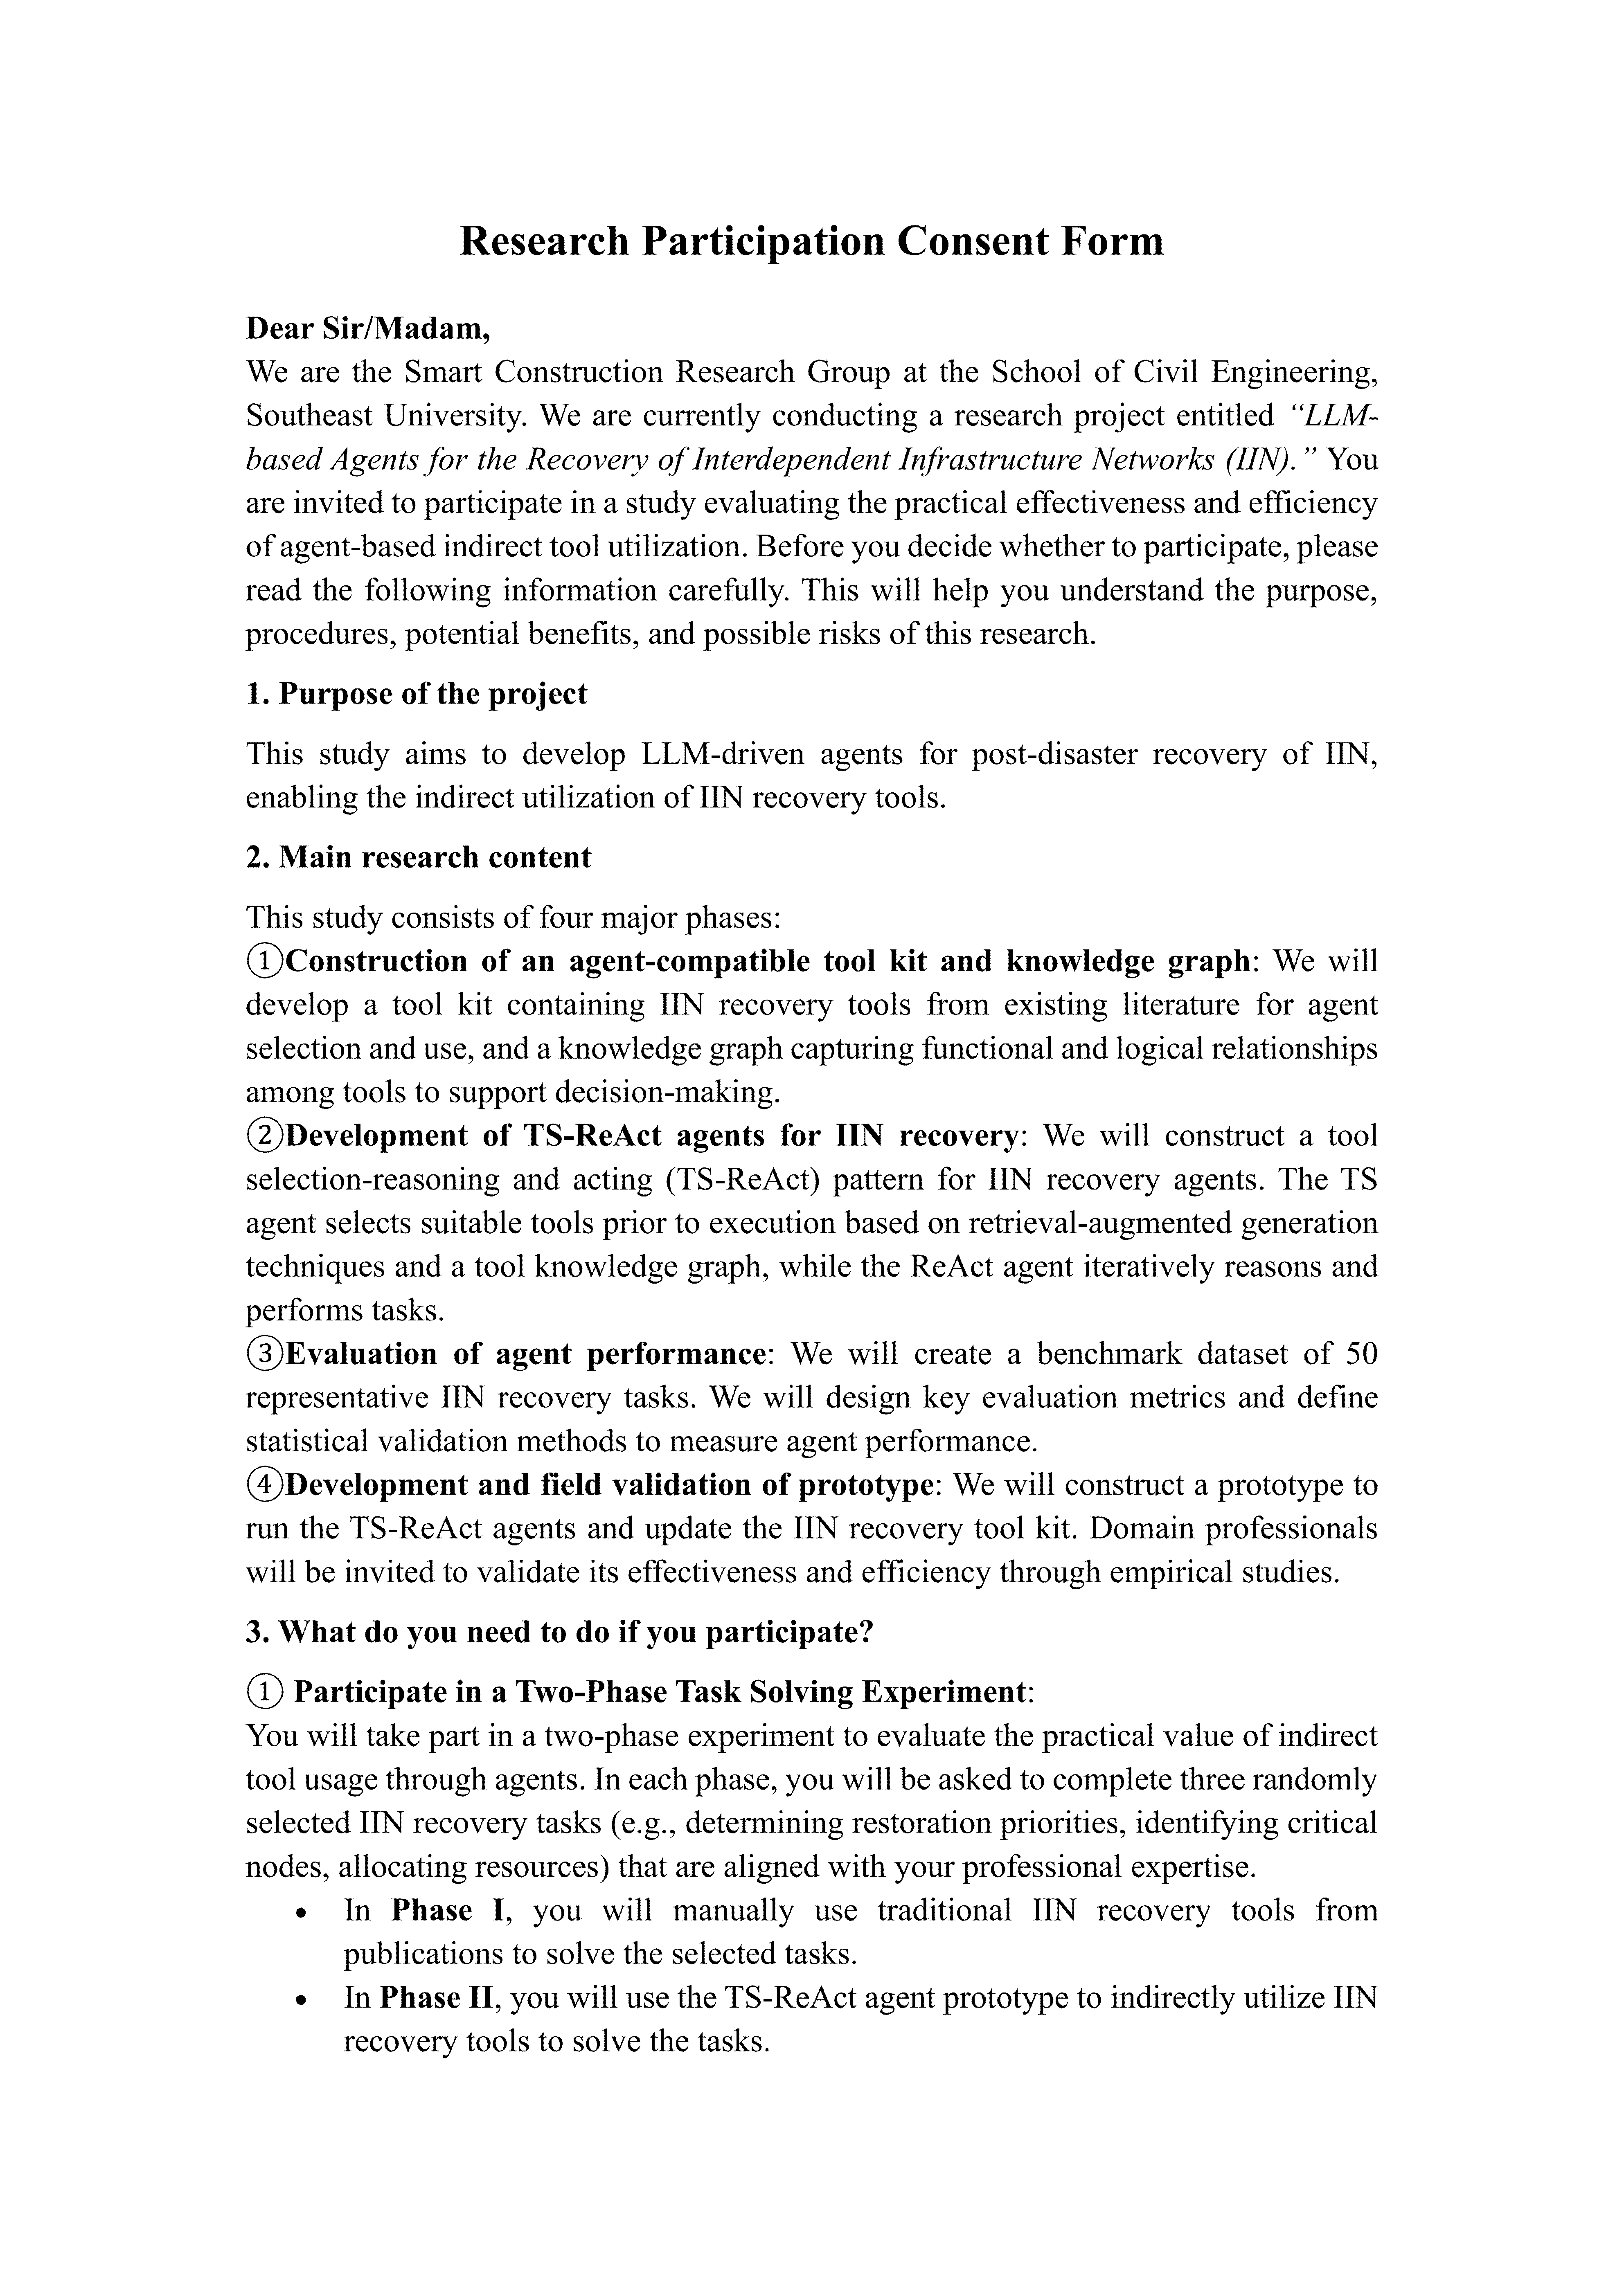 Research Participation Consent Form
Dear Sir/Madam,
We are the Smart Construction Research Group at the School of Civil Engineering,
Southeast University. We are currently conducting a research project entitled “LLM-
based Agents for the Recovery of Interdependent Infrastructure Networks (IIN).” You
are invited to participate in a study evaluating the practical effectiveness and efficiency
of agent-based indirect tool utilization. Before you decide whether to participate, please
read the following information carefully. This will help you understand the purpose,
procedures, potential benefits, and possible risks of this research.
1. Purpose of the project
This study aims to develop LLM-driven agents for post-disaster recovery of IIN,
enabling the indirect utilization of IIN recovery tools.
2. Main research content
This study consists of four major phases:
①Construction of an agent-compatible tool kit and knowledge graph: We will
develop a tool kit containing IIN recovery tools from existing literature for agent
selection and use, and a knowledge graph capturing functional and logical relationships
among tools to support decision-making.
②Development of TS-ReAct agents for IIN recovery: We will construct a tool
selection-reasoning and acting (TS-ReAct) pattern for IIN recovery agents. The TS
agent selects suitable tools prior to execution based on retrieval-augmented generation
techniques and a tool knowledge graph, while the ReAct agent iteratively reasons and
performs tasks.
③Evaluation of agent performance: We will create a benchmark dataset of 50
representative IIN recovery tasks. We will design key evaluation metrics and define
statistical validation methods to measure agent performance.
④Development and field validation of prototype: We will construct a prototype to
run the TS-ReAct agents and update the IIN recovery tool kit. Domain professionals
will be invited to validate its effectiveness and efficiency through empirical studies.
3. What do you need to do if you participate?
① Participate in a Two-Phase Task Solving Experiment:
You will take part in a two-phase experiment to evaluate the practical value of indirect
tool usage through agents. In each phase, you will be asked to complete three randomly
selected IIN recovery tasks (e.g., determining restoration priorities, identifying critical
nodes, allocating resources) that are aligned with your professional expertise.
• In Phase I, you will manually use traditional IIN recovery tools from
publications to solve the selected tasks.
• In Phase II, you will use the TS-ReAct agent prototype to indirectly utilize IIN
recovery tools to solve the tasks.